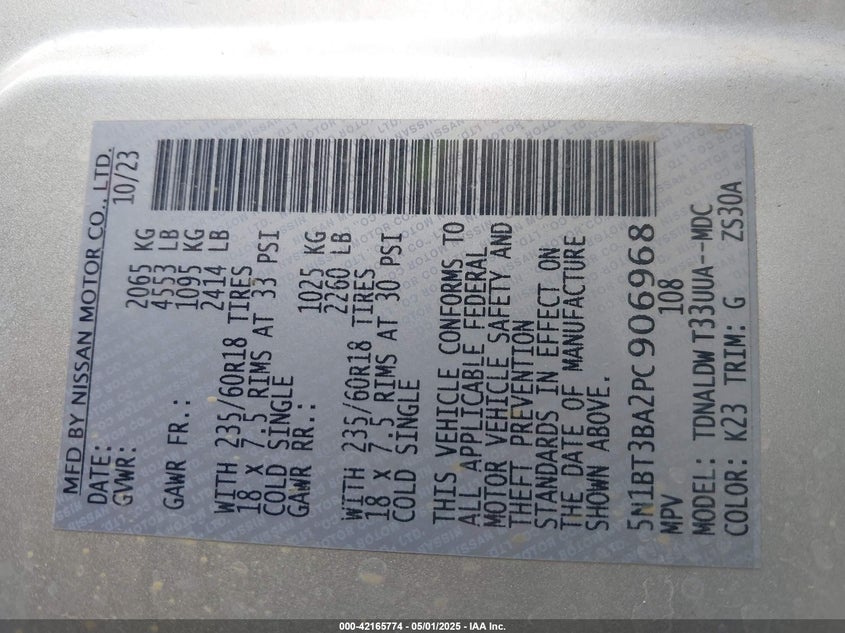 MFD BY NISSAN MOTOR CO., LTD.
DATE: 10/23
GVWR: 2065 KG
4553 LB
GAWR FR.: 1095 KG
2414 LB
WITH 235/60R18 TIRES
18 X 7.5 RIMS AT 33 PSI
COLD SINGLE
GAWR RR.: 1025 KG
2260 LB
WITH 235/60R18 TIRES
18 X 7.5 RIMS AT 30 PSI
COLD SINGLE
THIS VEHICLE CONFORMS TO
ALL APPLICABLE FEDERAL
MOTOR VEHICLE SAFETY AND
THEFT PREVENTION
STANDARDS IN EFFECT ON
THE DATE OF MANUFACTURE
SHOWN ABOVE.
5N1BT3BA2PC906968
MPV 108
MODEL: TDNALDW T33UUA--MDC
COLOR: K23 TRIM: G ZS30A
000-42165774 - 05/01/2025 - IAA Inc.